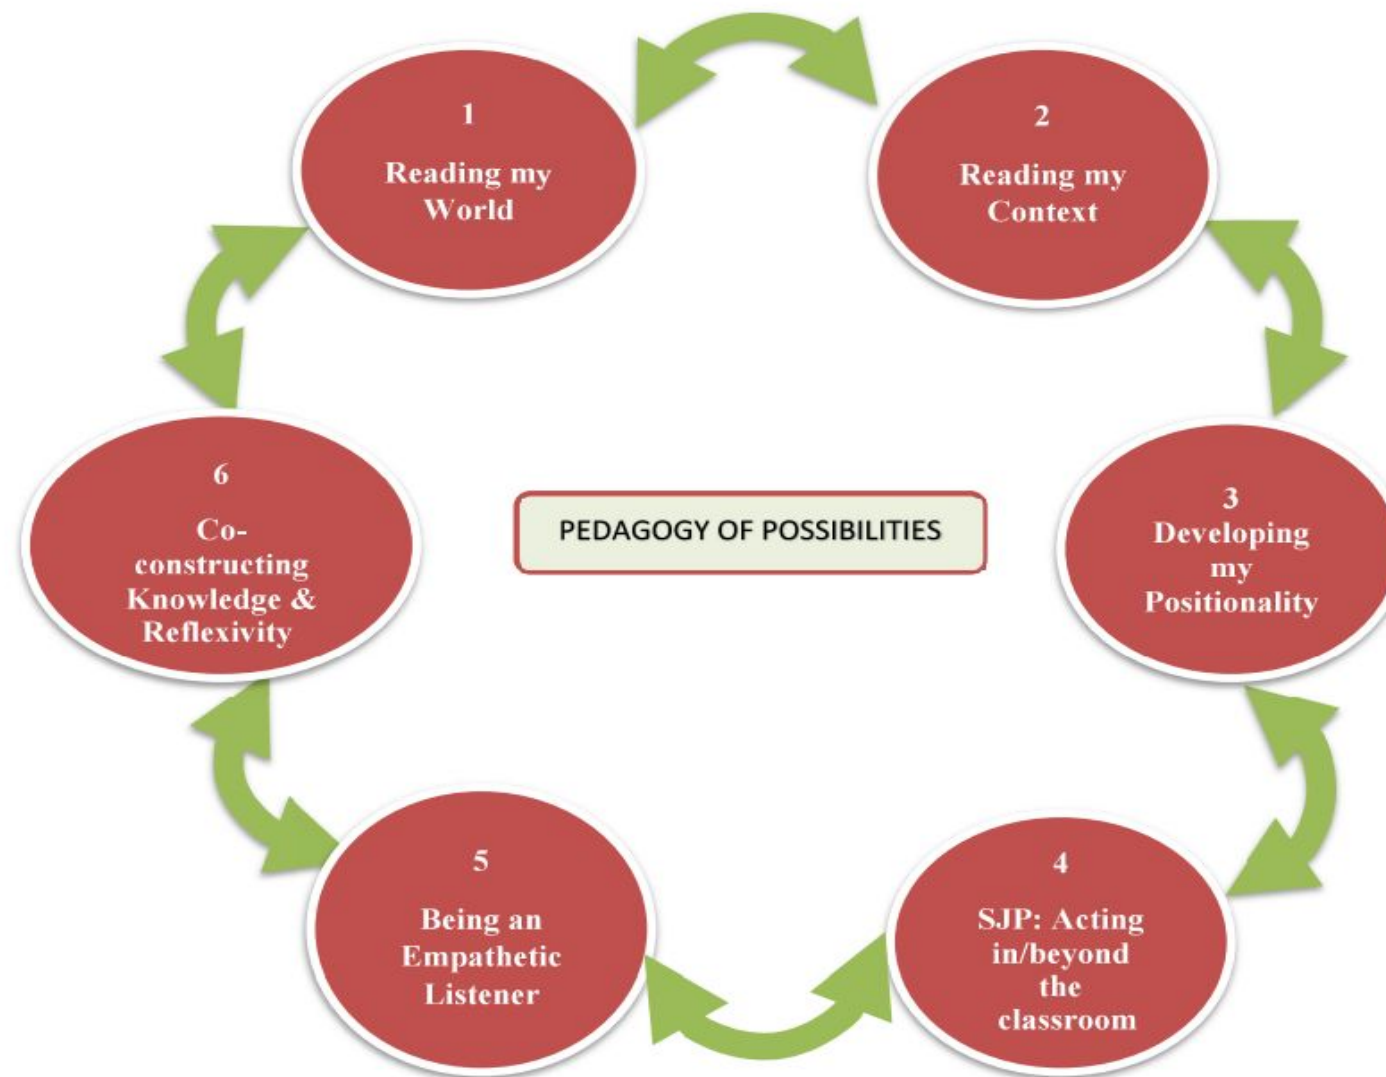 1
Reading my
World
2
Reading my
Context
3
Developing
my
Positionality
4
SJP: Acting
in/beyond
the
classroom
5
Being an
Empathetic
Listener
6
Co-
constructing
Knowledge &
Reflexivity
PEDAGOGY OF POSSIBILITIES